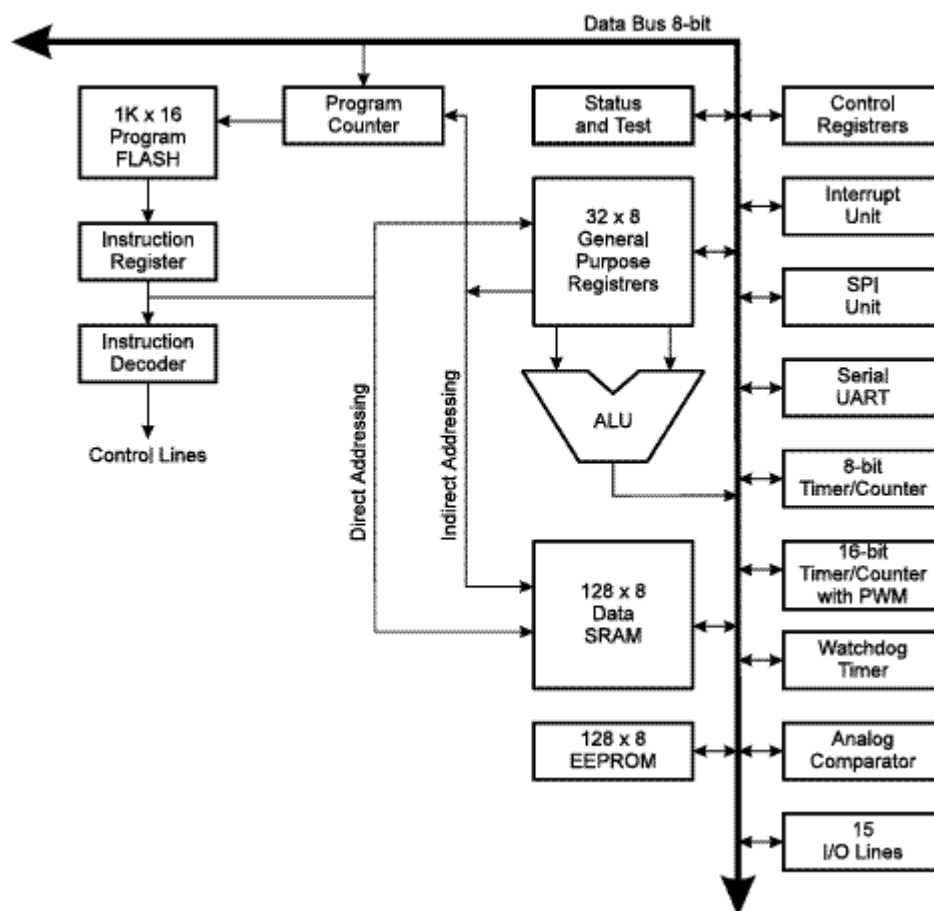 Data Bus 8-bit
1K x 16
Program
FLASH
Program
Counter
Status
and Test
Control
Registrers
Instruction
Register
32 x 8
General
Purpose
Registrers
Interrupt
Unit
SPI
Unit
Instruction
Decoder
Control Lines
Direct Addressing
Indirect Addressing
ALU
Serial
UART
8-bit
Timer/Counter
128 x 8
Data
SRAM
16-bit
Timer/Counter
with PWM
Watchdog
Timer
128 x 8
EEPROM
Analog
Comparator
15
I/O Lines